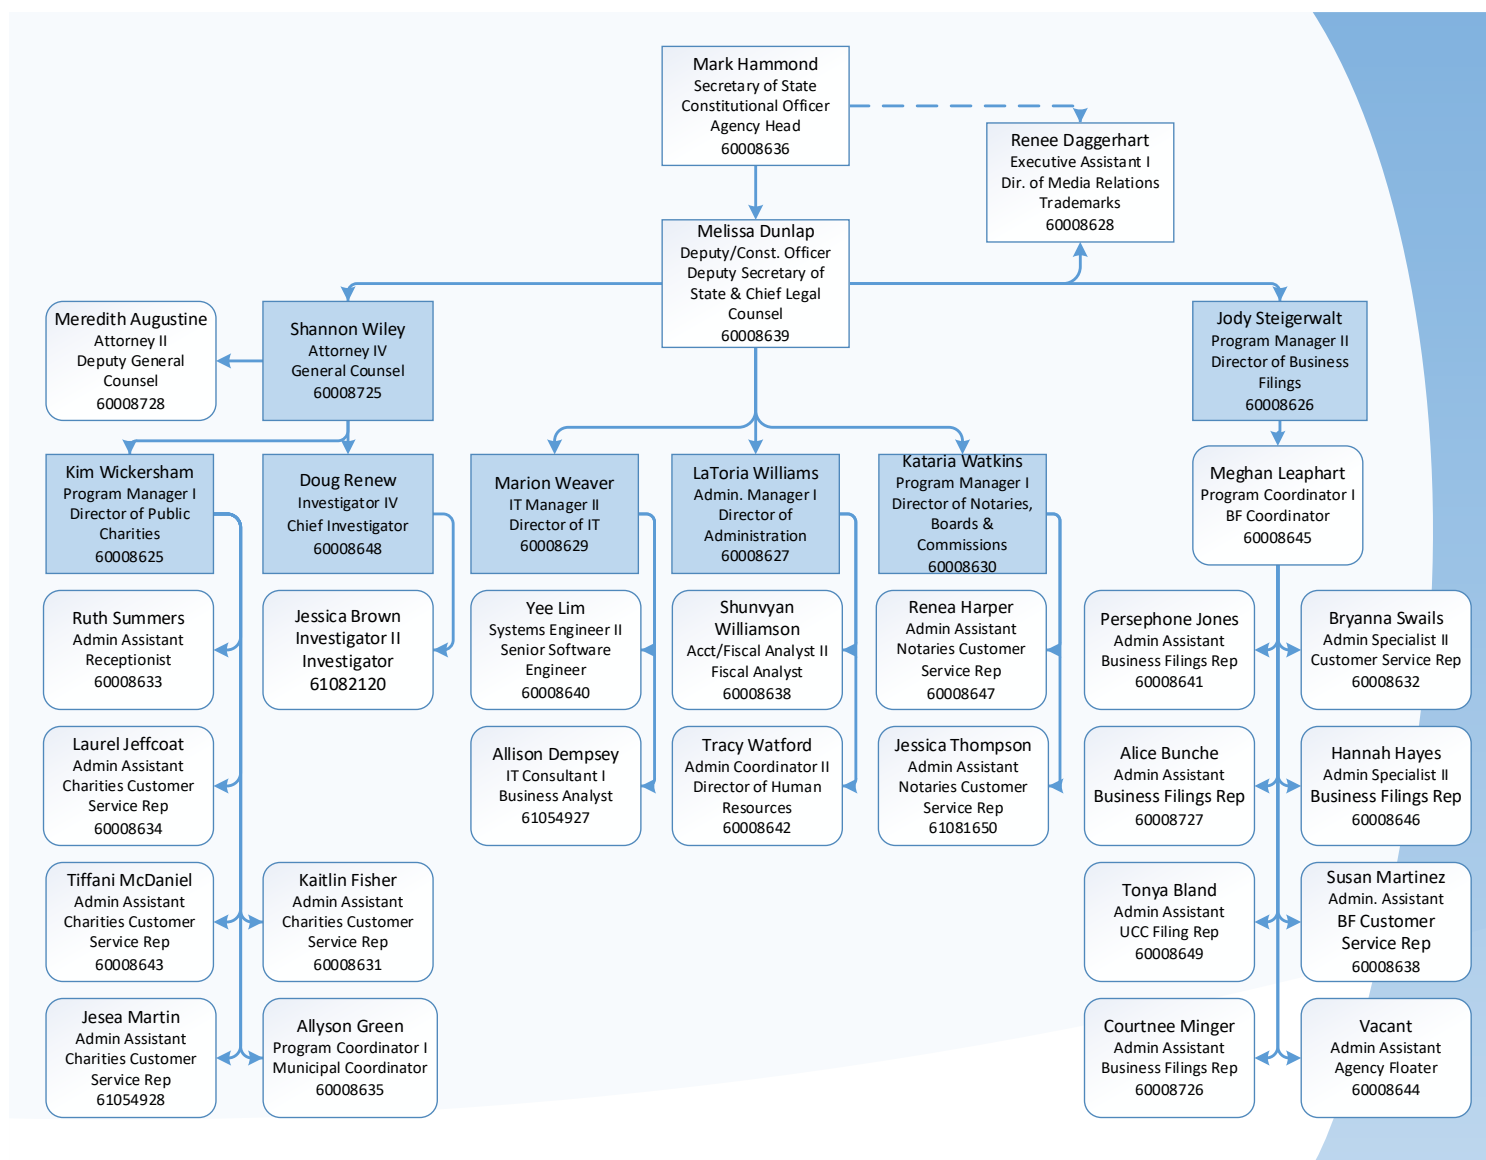 Mark Hammond
Secretary of State
Constitutional Officer
Agency Head
60008636
Renee Daggerhart
Executive Assistant I
Dir. of Media Relations
Trademarks
60008628
Melissa Dunlap
Deputy/Const. Officer
Deputy Secretary of
State & Chief Legal
Counsel
60008639
Meredith Augustine
Attorney II
Deputy General
Counsel
60008728
Shannon Wiley
Attorney IV
General Counsel
60008725
Jody Steigerwalt
Program Manager II
Director of Business
Filings
60008626
Kim Wickersham
Program Manager I
Director of Public
Charities
60008625
Doug Renew
Investigator IV
Chief Investigator
60008648
Marion Weaver
IT Manager II
Director of IT
60008629
LaToria Williams
Admin. Manager I
Director of
Administration
60008627
Kataria Watkins
Program Manager I
Director of Notaries,
Boards &
Commissions
60008630
Meghan Leaphart
Program Coordinator I
BF Coordinator
60008645
Ruth Summers
Admin Assistant
Receptionist
60008633
Jessica Brown
Investigator II
Investigator
61082120
Yee Lim
Systems Engineer II
Senior Software
Engineer
60008640
Shunvyan
Williamson
Acct/Fiscal Analyst II
Fiscal Analyst
60008638
Renea Harper
Admin Assistant
Notaries Customer
Service Rep
60008647
Persephone Jones
Admin Assistant
Business Filings Rep
60008641
Bryanna Swails
Admin Specialist II
Customer Service Rep
60008632
Laurel Jeffcoat
Admin Assistant
Charities Customer
Service Rep
60008634
Allison Dempsey
IT Consultant I
Business Analyst
61054927
Tracy Watford
Admin Coordinator II
Director of Human
Resources
60008642
Jessica Thompson
Admin Assistant
Notaries Customer
Service Rep
61081650
Alice Bunche
Admin Assistant
Business Filings Rep
60008727
Hannah Hayes
Admin Specialist II
Business Filings Rep
60008646
Tiffani McDaniel
Admin Assistant
Charities Customer
Service Rep
60008643
Kaitlin Fisher
Admin Assistant
Charities Customer
Service Rep
60008631
Tonya Bland
Admin Assistant
UCC Filing Rep
60008649
Susan Martinez
Admin. Assistant
BF Customer
Service Rep
60008638
Jesea Martin
Admin Assistant
Charities Customer
Service Rep
61054928
Allyson Green
Program Coordinator I
Municipal Coordinator
60008635
Courtnee Minger
Admin Assistant
Business Filings Rep
60008726
Vacant
Admin Assistant
Agency Floater
60008644